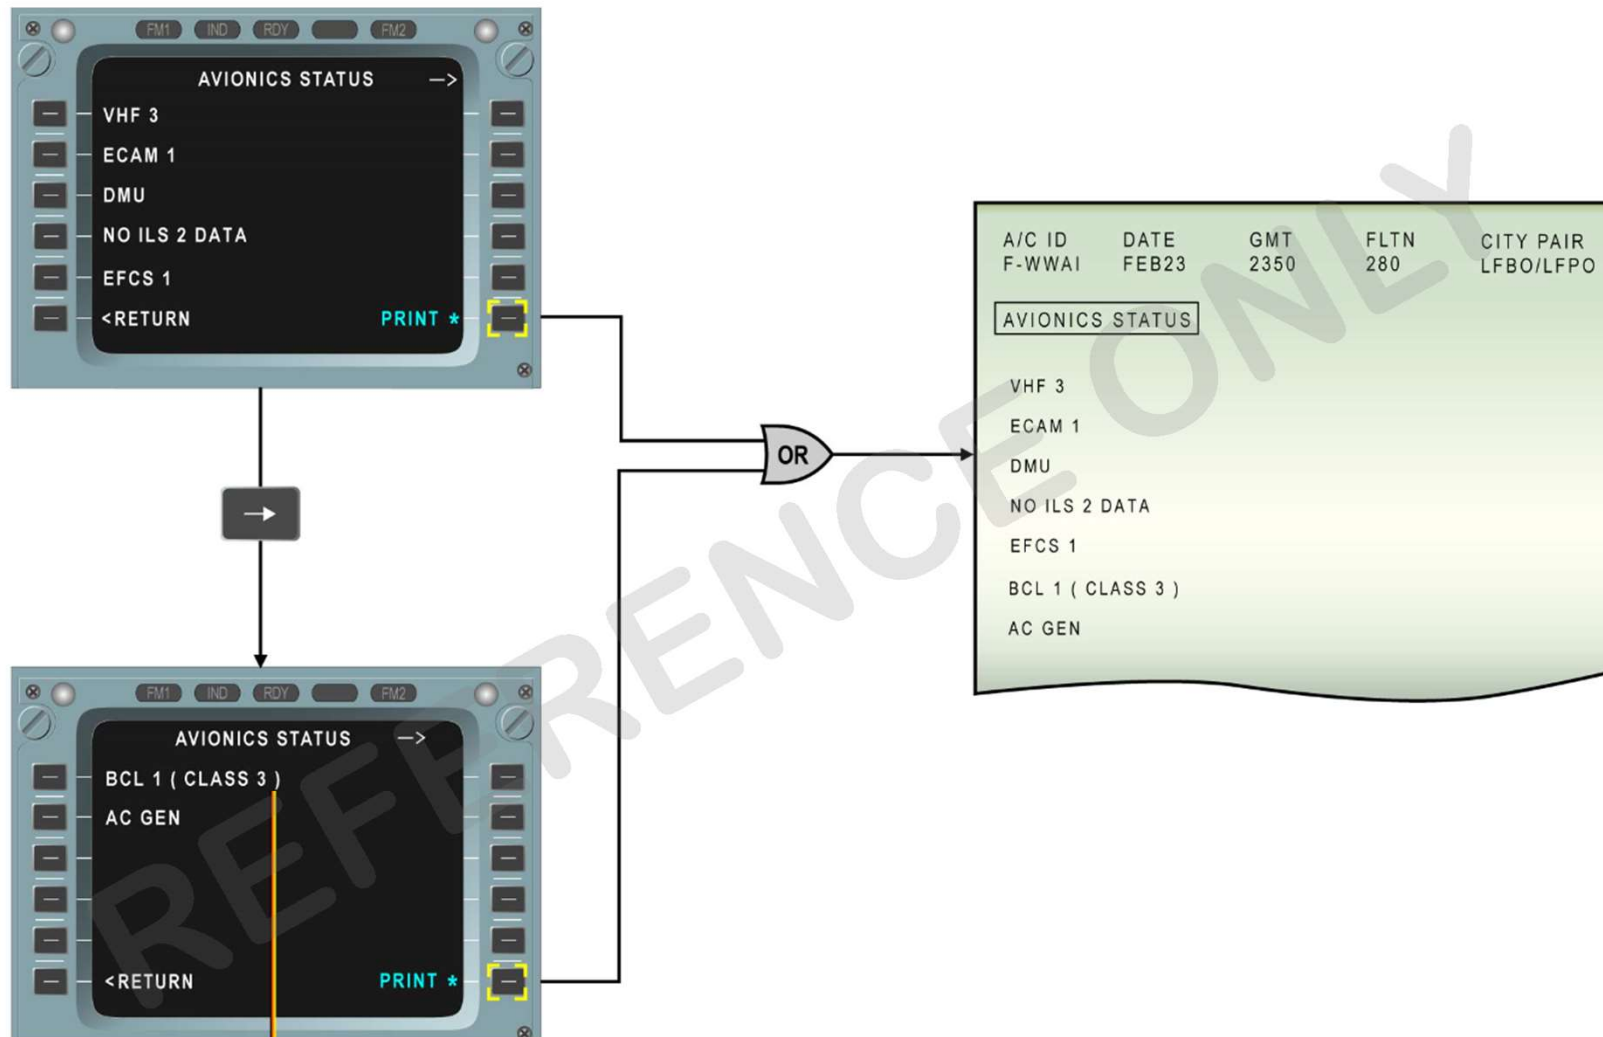 FM1 IND RDY FM2
AVIONICS STATUS —>
VHF 3
ECAM 1
DMU
NO ILS 2 DATA
EFCS 1
<RETURN PRINT *
→
FM1 IND RDY FM2
AVIONICS STATUS —>
BCL 1 ( CLASS 3 )
AC GEN
<RETURN PRINT *
OR
A/C ID DATE GMT FLTN CITY PAIR
F-WWAI FEB23 2350 280 LFBO/LFPO
AVIONICS STATUS
VHF 3
ECAM 1
DMU
NO ILS 2 DATA
EFCS 1
BCL 1 ( CLASS 3 )
AC GEN
REFERENCE ONLY